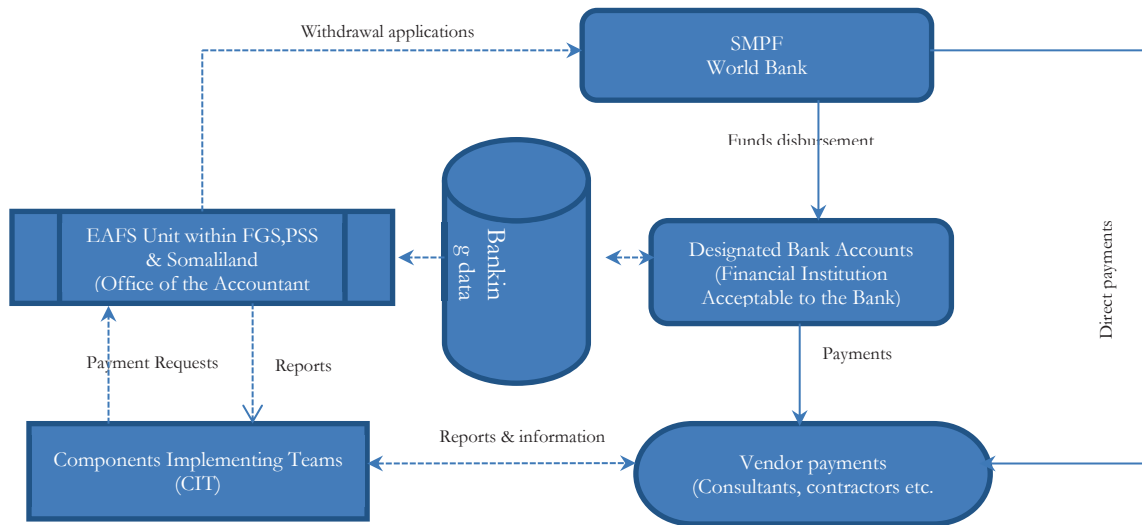 Withdrawal applications
SMPF
World Bank
Funds disbursement
Bankin
g data
EAFS Unit within FGS,PSS
& Somaliland
(Office of the Accountant
Designated Bank Accounts
(Financial Institution
Acceptable to the Bank)
Direct payments
Payment Requests
Reports
Payments
Components Implementing Teams
(CIT)
Reports & information
Vendor payments
(Consultants, contractors etc.